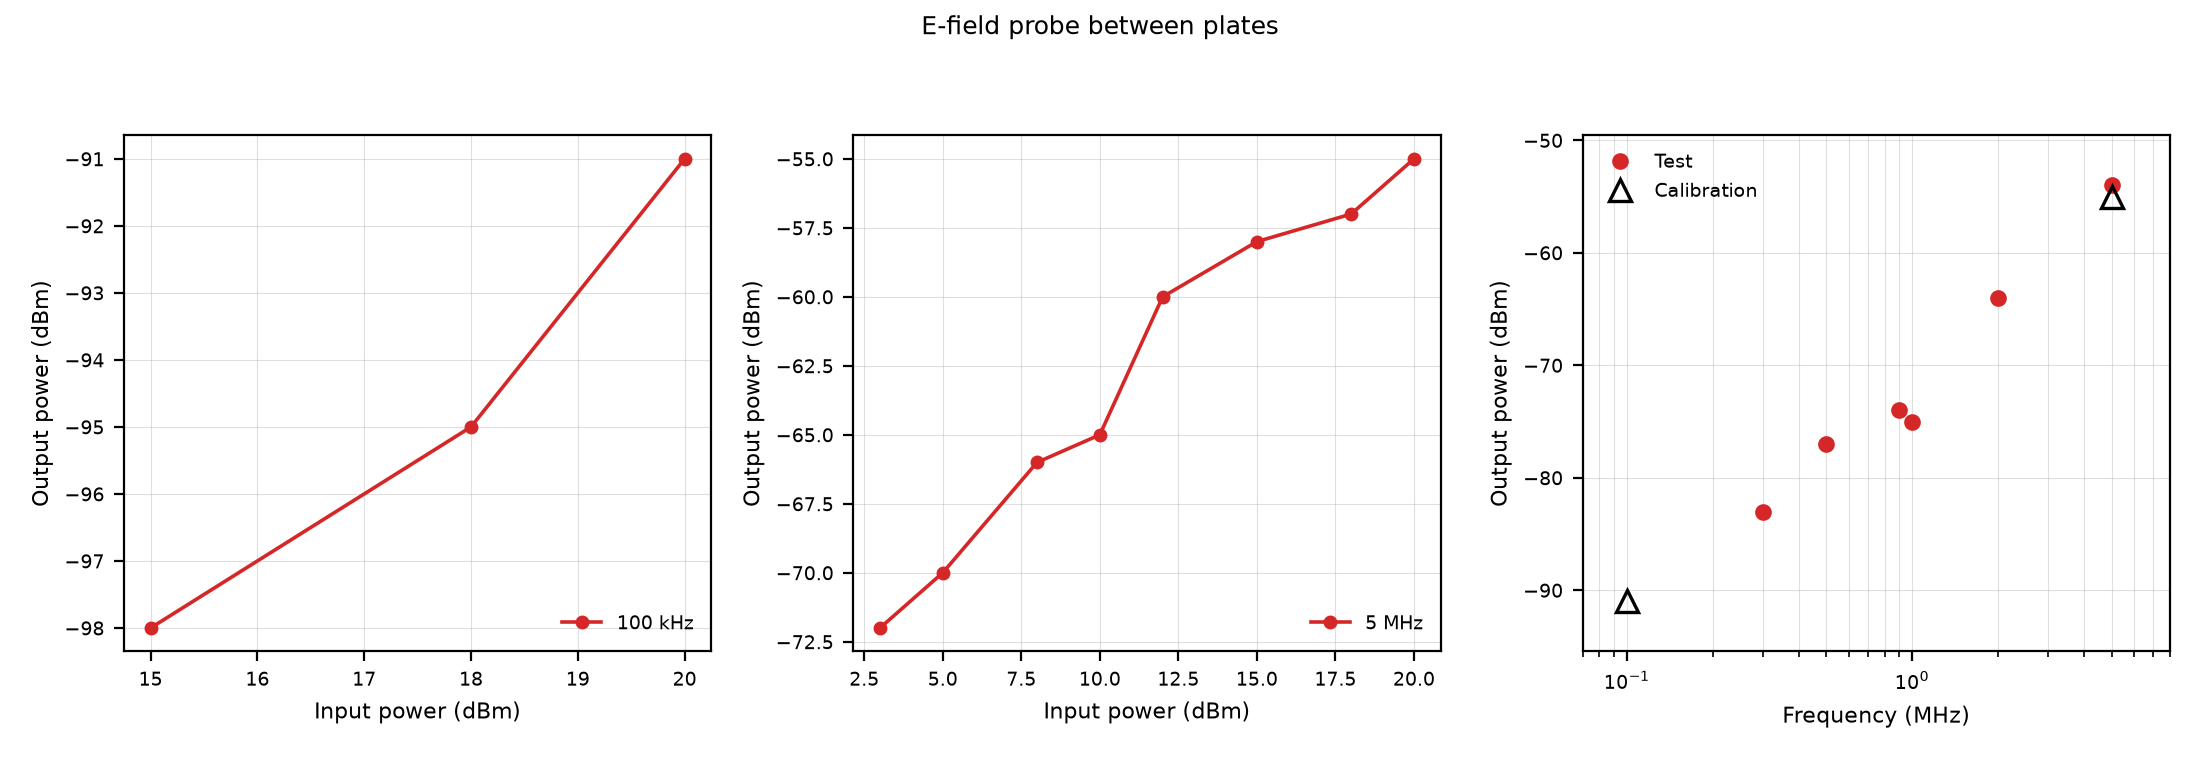 E-field probe between plates
−91
−92
−93
−94
−95
−96
−97
−98
15 16 17 18 19 20
Input power (dBm)
Output power (dBm)
100 kHz
−55.0
−57.5
−60.0
−62.5
−65.0
−67.5
−70.0
−72.5
2.5 5.0 7.5 10.0 12.5 15.0 17.5 20.0
Input power (dBm)
Output power (dBm)
5 MHz
−50
−60
−70
−80
−90
10⁻¹ 10⁰
Frequency (MHz)
Output power (dBm)
Test
Calibration